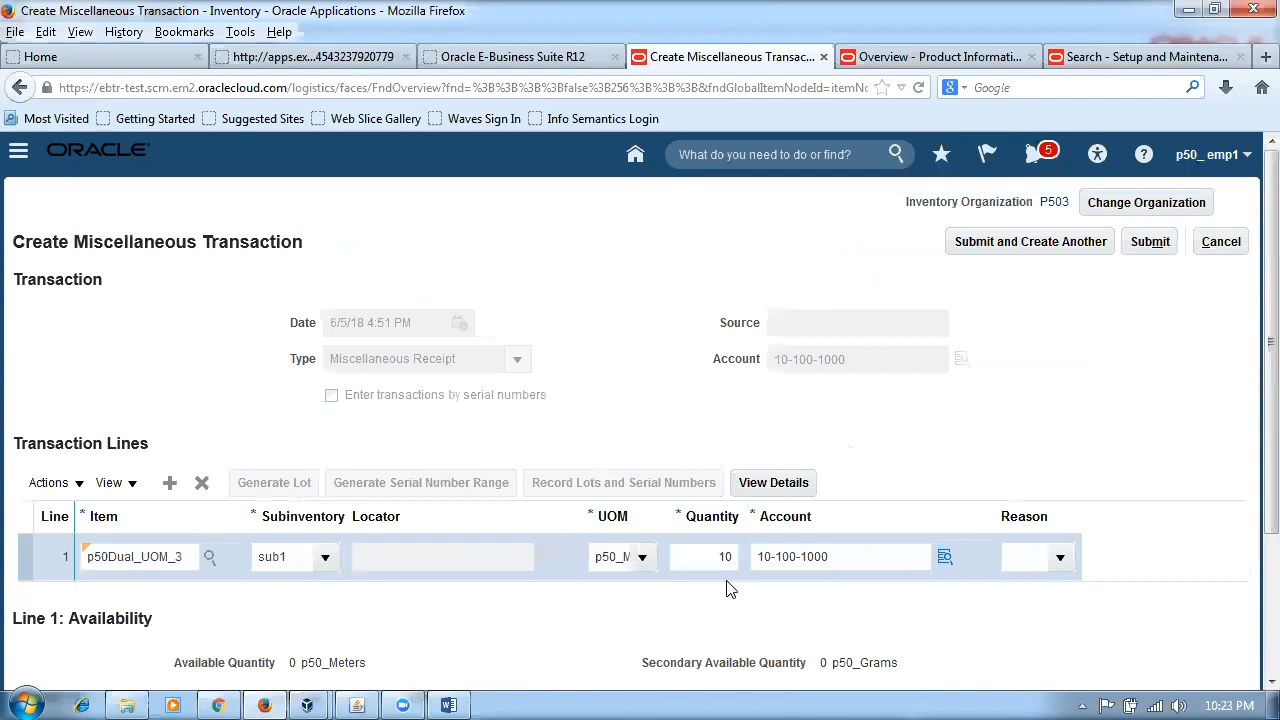 Create Miscellaneous Transaction - Inventory - Oracle Applications - Mozilla Firefox
File Edit View History Bookmarks Tools Help
Home http://apps.ex...4543237920779 Oracle E-Business Suite R12 Create Miscellaneous Transac... Overview - Product Informati... Search - Setup and Maintena...
https://ebtr-test.scm.em2.oraclecloud.com/logistics/faces/FndOverview?fnd=%3B%3B%3B%3Bfalse%3B256%3B%3B%3B&fndGlobalItemNodeId=itemNo Google
Most Visited Getting Started Suggested Sites Web Slice Gallery Waves Sign In Info Semantics Login
ORACLE What do you need to do or find? 5 p50_ emp1
Inventory Organization P503 Change Organization
Create Miscellaneous Transaction Submit and Create Another Submit Cancel
Transaction
Date 6/5/18 4:51 PM Source
Type Miscellaneous Receipt Account 10-100-1000
Enter transactions by serial numbers
Transaction Lines
Actions View Generate Lot Generate Serial Number Range Record Lots and Serial Numbers View Details
Line * Item * Subinventory Locator * UOM * Quantity * Account Reason
1 p50Dual_UOM_3 sub1 p50_M 10 10-100-1000
Line 1: Availability
Available Quantity 0 p50_Meters Secondary Available Quantity 0 p50_Grams
10:23 PM